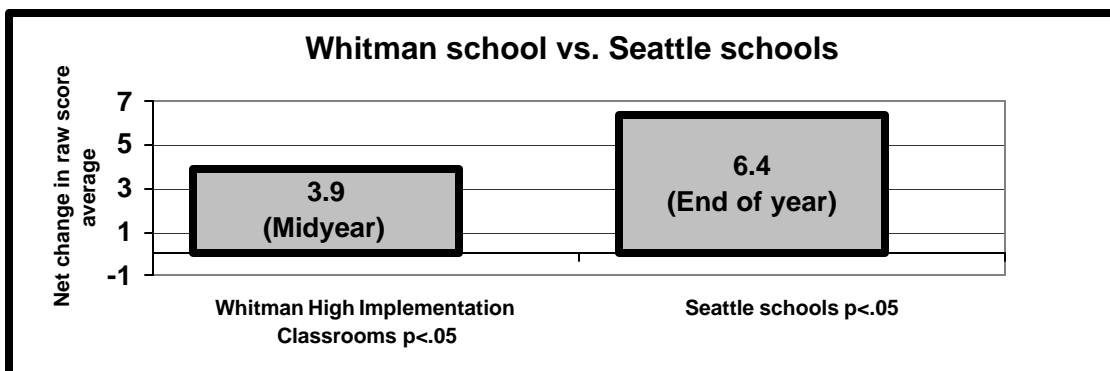 Whitman school vs. Seattle schools
Net change in raw score
average
7
5
3
1
-1
3.9
(Midyear)
6.4
(End of year)
Whitman High Implementation
Classrooms p<.05
Seattle schools p<.05